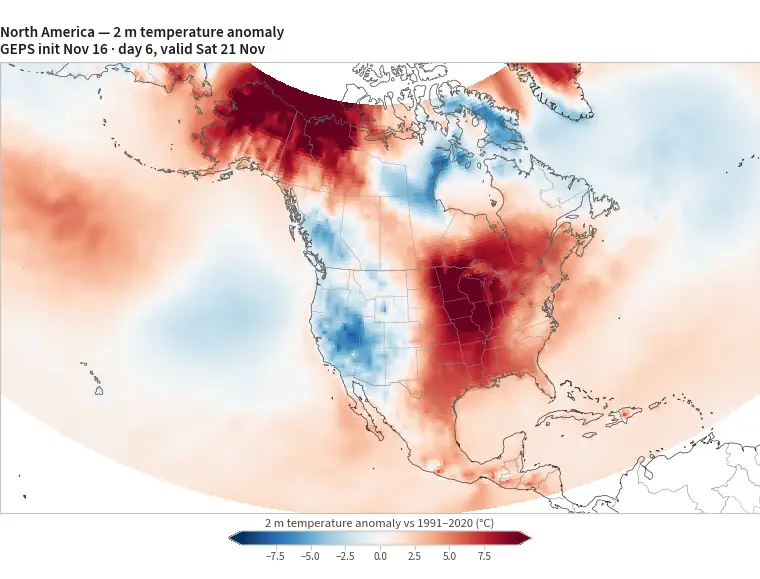 North America — 2 m temperature anomaly
GEPS init Nov 16 · day 6, valid Sat 21 Nov
2 m temperature anomaly vs 1991–2020 (°C)
−7.5 −5.0 −2.5 0.0 2.5 5.0 7.5